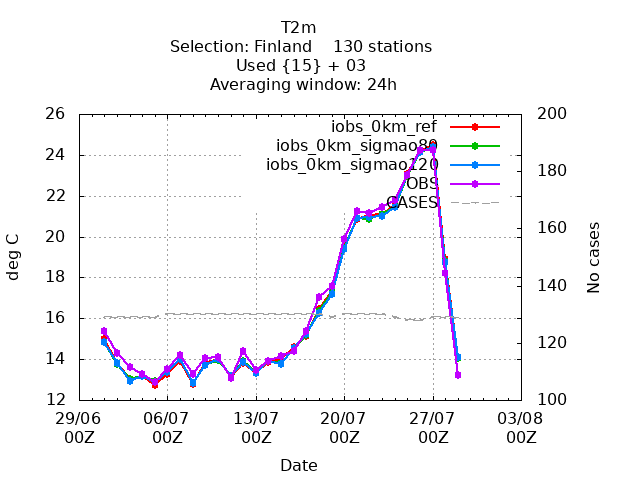 T2m
Selection: Finland 130 stations
Used {15} + 03
Averaging window: 24h
26
24
22
20
18
16
14
12
deg C
200
180
160
140
120
100
No cases
iobs_0km_ref
iobs_0km_sigmao80
iobs_0km_sigmao120
OBS
CASES
29/06 06/07 13/07 20/07 27/07 03/08
00Z 00Z 00Z 00Z 00Z 00Z
Date